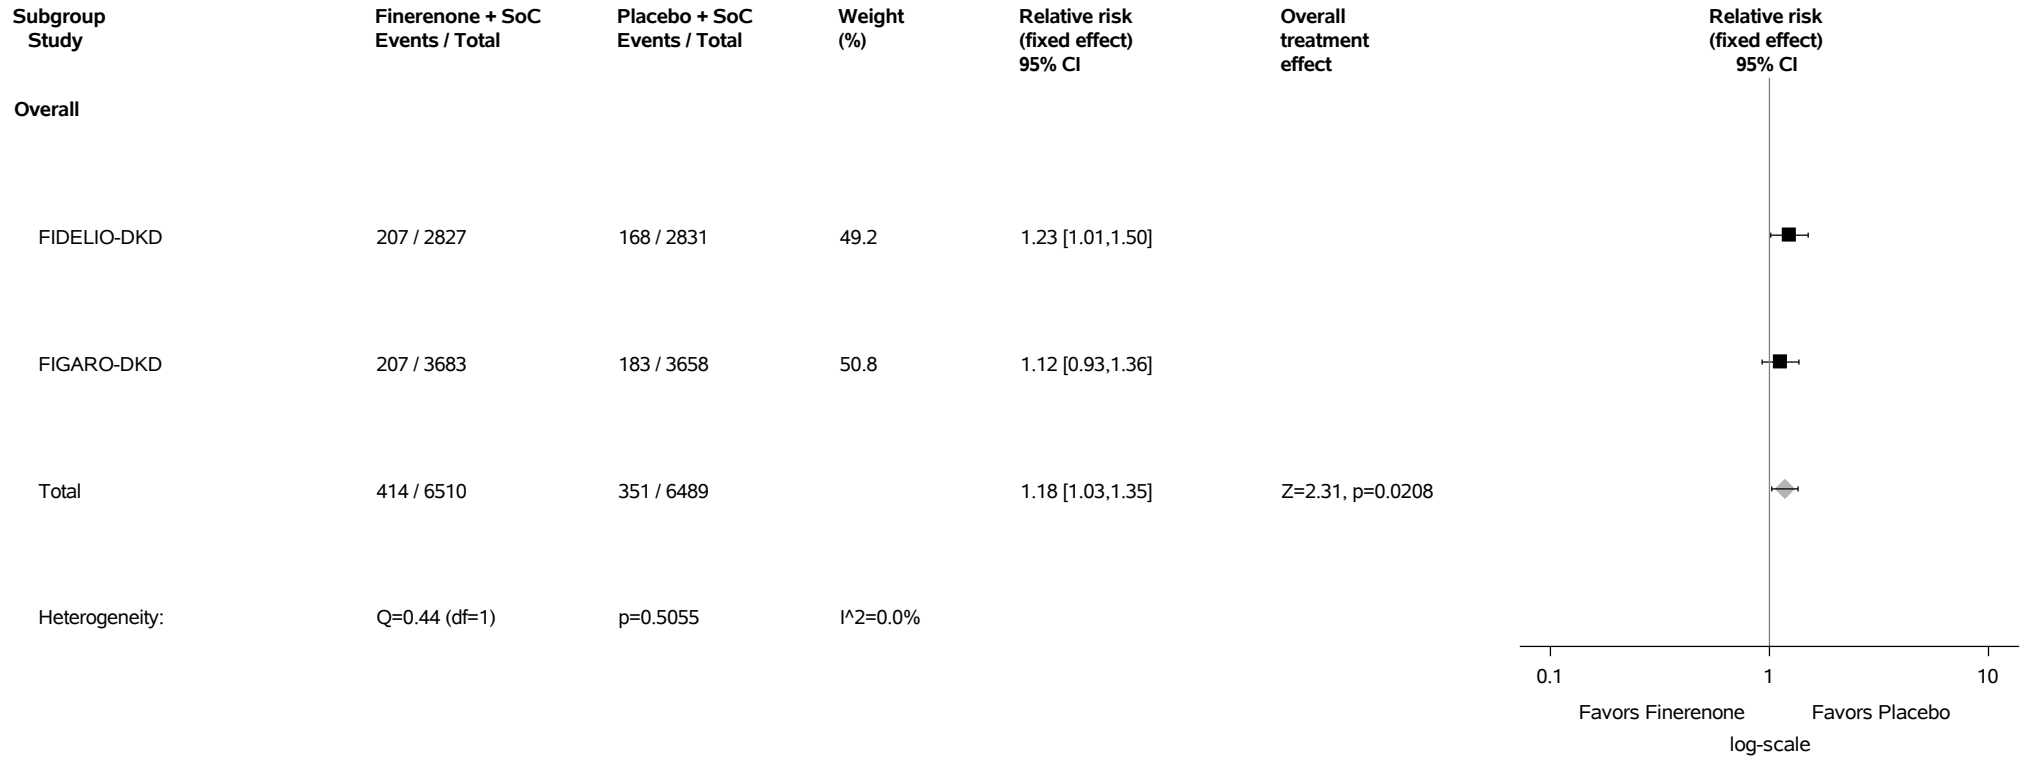 Subgroup Finerenone + SoC Placebo + SoC Weight Relative risk Overall Relative risk
Study Events / Total Events / Total (%) (fixed effect) treatment (fixed effect)
95% CI effect 95% CI
Overall
FIDELIO-DKD 207 / 2827 168 / 2831 49.2 1.23 [1.01,1.50]
FIGARO-DKD 207 / 3683 183 / 3658 50.8 1.12 [0.93,1.36]
Total 414 / 6510 351 / 6489 1.18 [1.03,1.35] Z=2.31, p=0.0208
Heterogeneity: Q=0.44 (df=1) p=0.5055 I^2=0.0%
0.1 1 10
Favors Finerenone Favors Placebo
log-scale